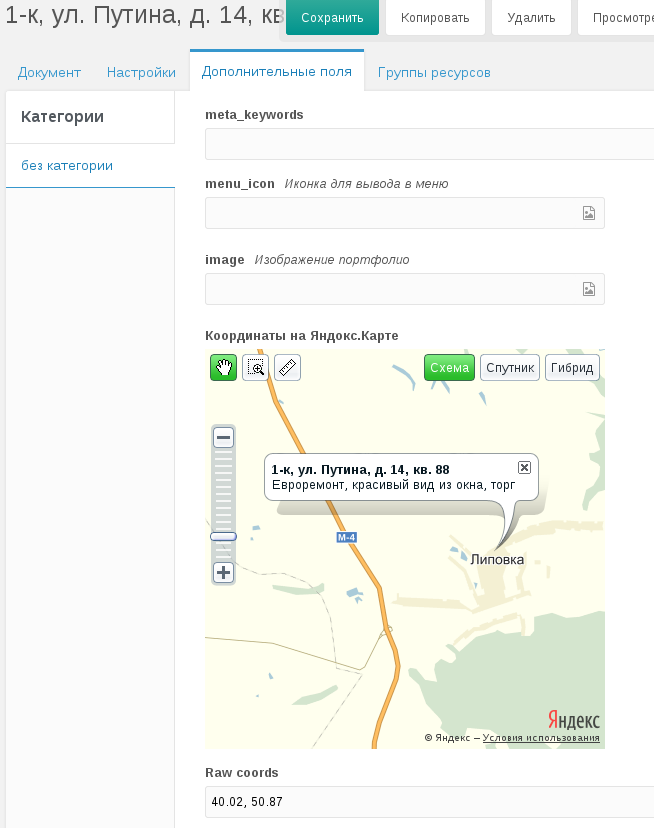 1-к, ул. Путина, д. 14, кв
Сохранить
Копировать
Удалить
Просмотре
Документ
Настройки
Дополнительные поля
Группы ресурсов
Категории
без категории
meta_keywords
menu_icon Иконка для вывода в меню
image Изображение портфолио
Координаты на Яндокс.Карте
Схема
Спутник
Гибрид
1-к, ул. Путина, д. 14, кв. 88
Евроремонт, красивый вид из окна, торг
М-4
Липовка
Яндекс
© Яндекс – Условия использования
Raw coords
40.02, 50.87